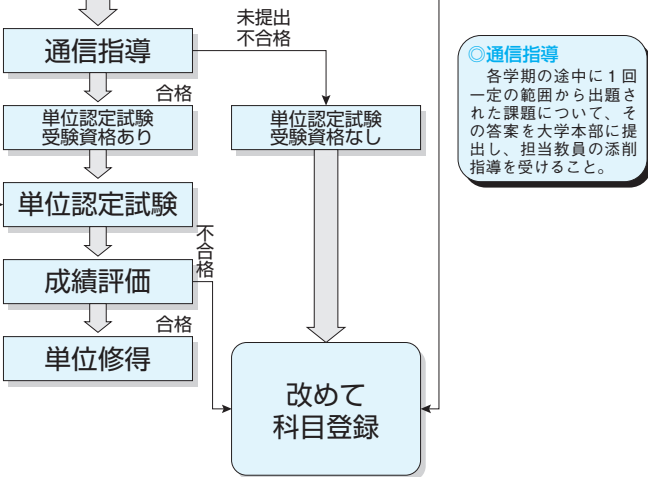 未提出
不合格
通信指導
合格
単位認定試験
受験資格あり
単位認定試験
受験資格なし
単位認定試験
不合格
成績評価
合格
単位修得
改めて
科目登録
◎通信指導
各学期の途中に1回
一定の範囲から出題さ
れた課題について、そ
の答案を大学本部に提
出し、担当教員の添削
指導を受けること。